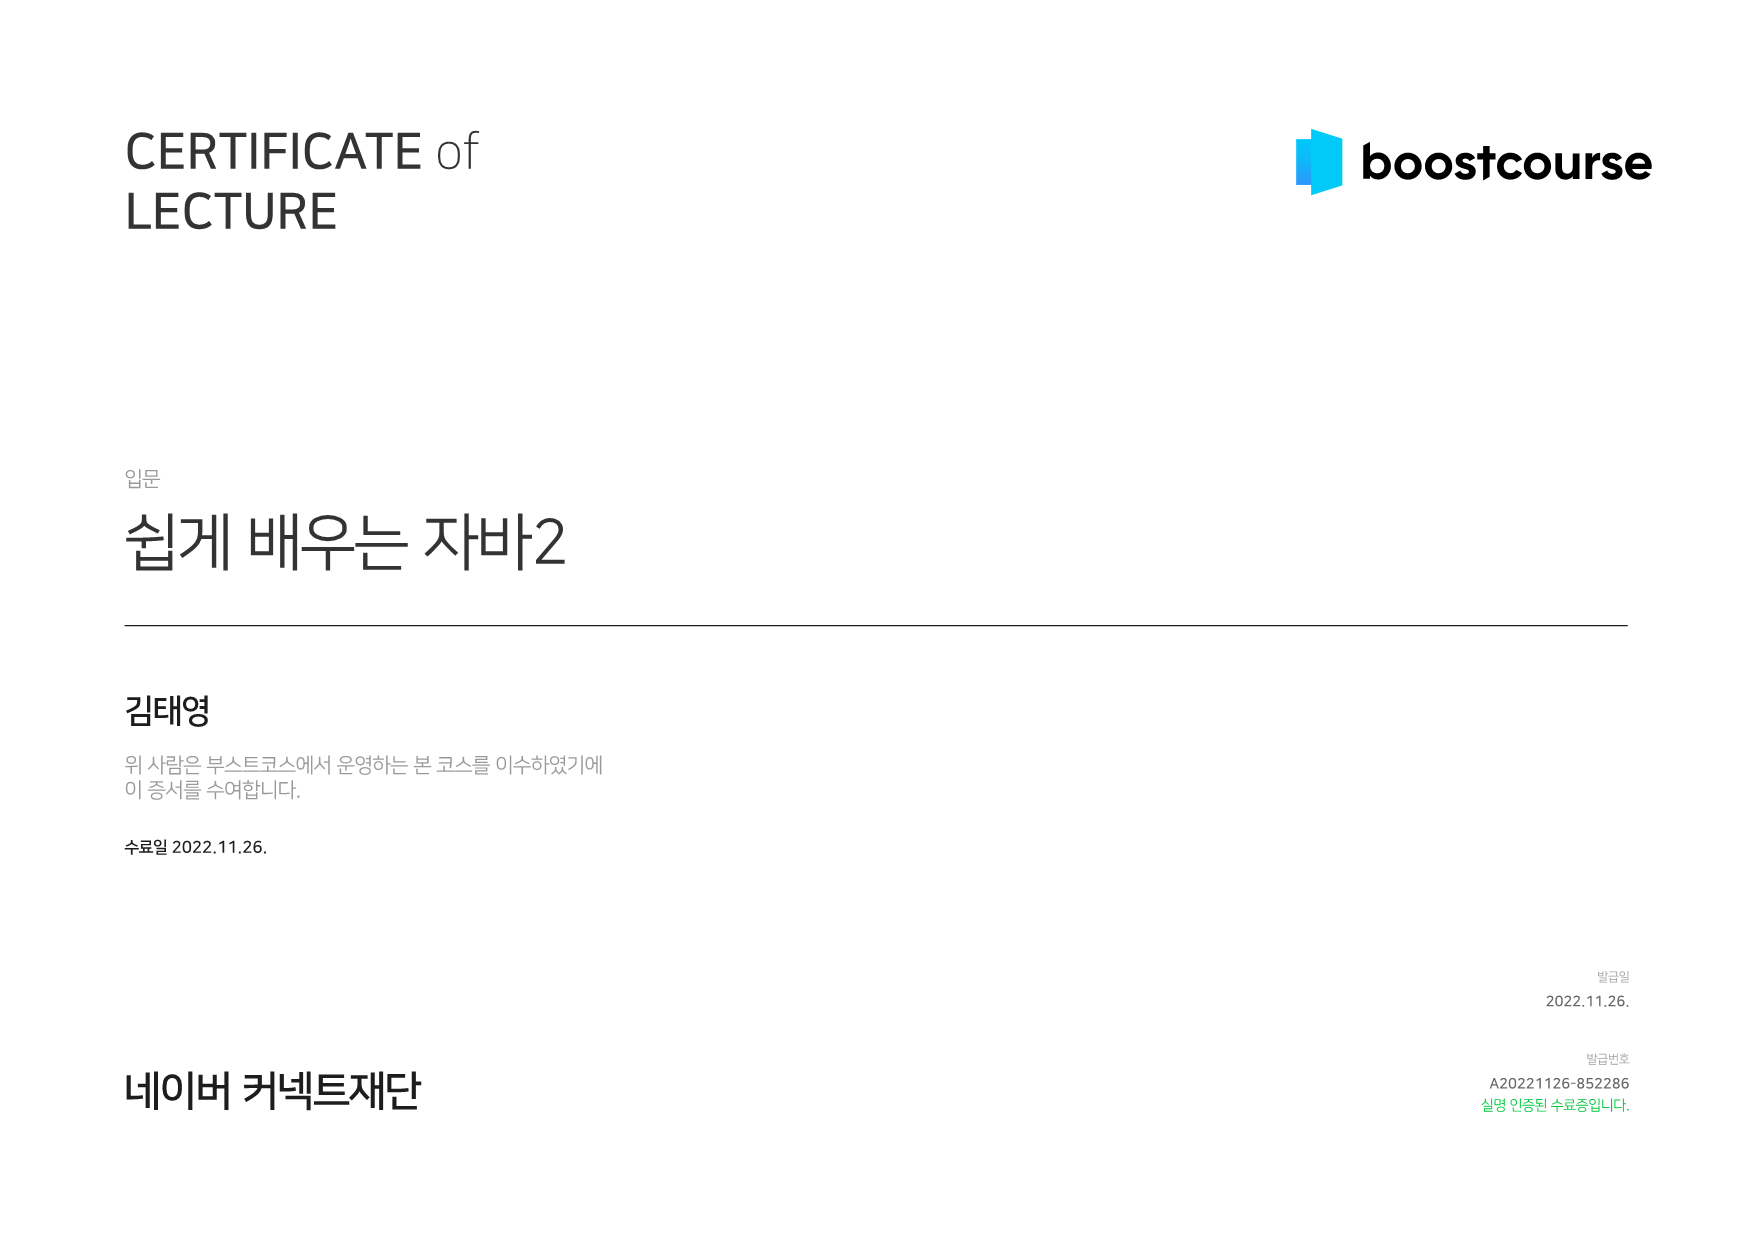 CERTIFICATE of
LECTURE
boostcourse
입문
쉽게 배우는 자바2
김태영
위 사람은 부스트코스에서 운영하는 본 코스를 이수하였기에
이 증서를 수여합니다.
수료일 2022.11.26.
발급일
2022.11.26.
네이버 커넥트재단
발급번호
A20221126-852286
실명 인증된 수료증입니다.